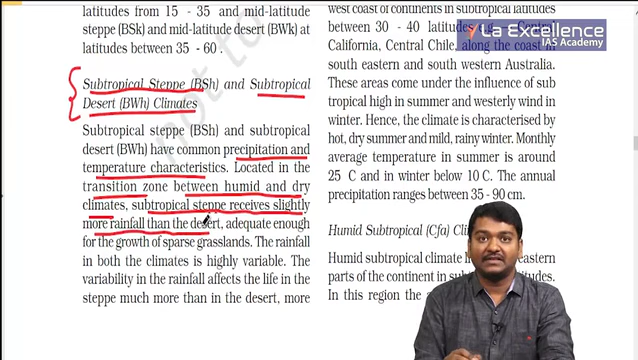 latitudes from 15 - 35 and mid-latitude
steppe (BSk) and mid-latitude desert (BWk) at
latitudes between 35 - 60 .
Subtropical Steppe (BSh) and Subtropical
Desert (BWh) Climates
Subtropical steppe (BSh) and subtropical
desert (BWh) have common precipitation and
temperature characteristics. Located in the
transition zone between humid and dry
climates, subtropical steppe receives slightly
more rainfall than the desert, adequate enough
for the growth of sparse grasslands. The rainfall
in both the climates is highly variable. The
variability in the rainfall affects the life in the
steppe much more than in the desert, more
west coast of continents in subtropical latitudes
between 30 - 40 latitudes e.g. Central
California, Central Chile, along the coast in
south eastern and south western Australia.
These areas come under the influence of sub
tropical high in summer and westerly wind in
winter. Hence, the climate is characterised by
hot, dry summer and mild, rainy winter. Monthly
average temperature in summer is around
25 C and in winter below 10 C. The annual
precipitation ranges between 35 - 90 cm.
Humid Subtropical (Cfa)
Humid subtropical climate eastern
parts of the continent in
In this region the
La Excellence
IAS Academy
not to